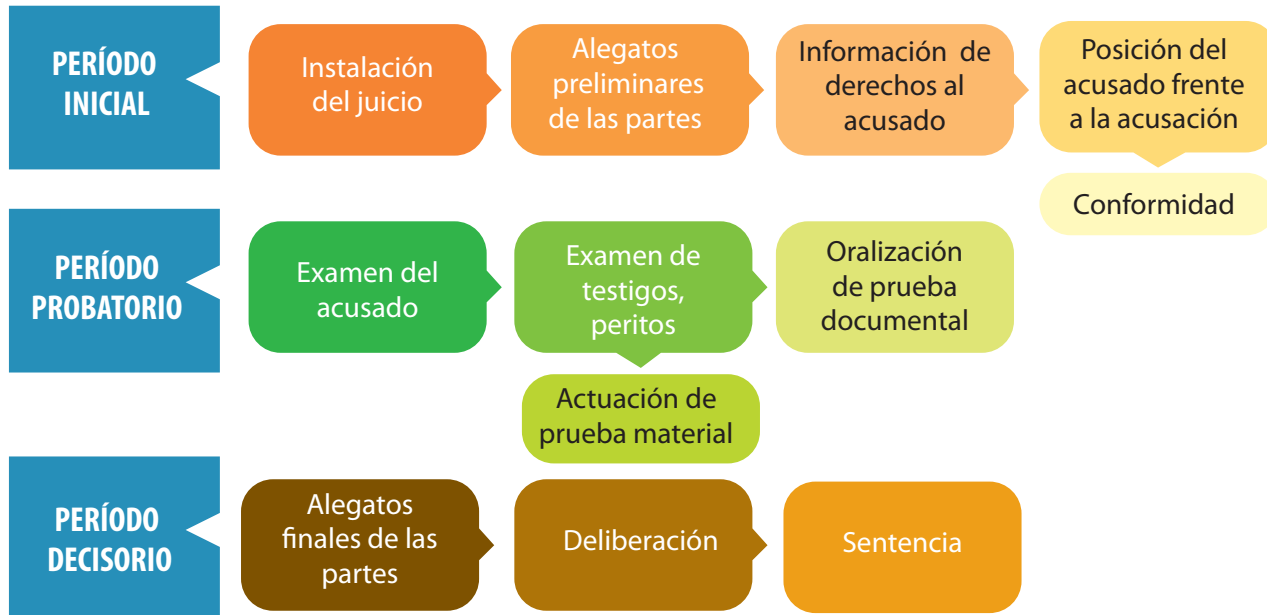 PERÍODO
INICIAL
Instalación
del juicio
Alegatos
preliminares
de las partes
Información de
derechos al
acusado
Posición del
acusado frente
a la acusación
Conformidad
PERÍODO
PROBATORIO
Examen del
acusado
Examen de
testigos,
peritos
Oralización
de prueba
documental
Actuación de
prueba material
PERÍODO
DECISORIO
Alegatos
finales de las
partes
Deliberación
Sentencia